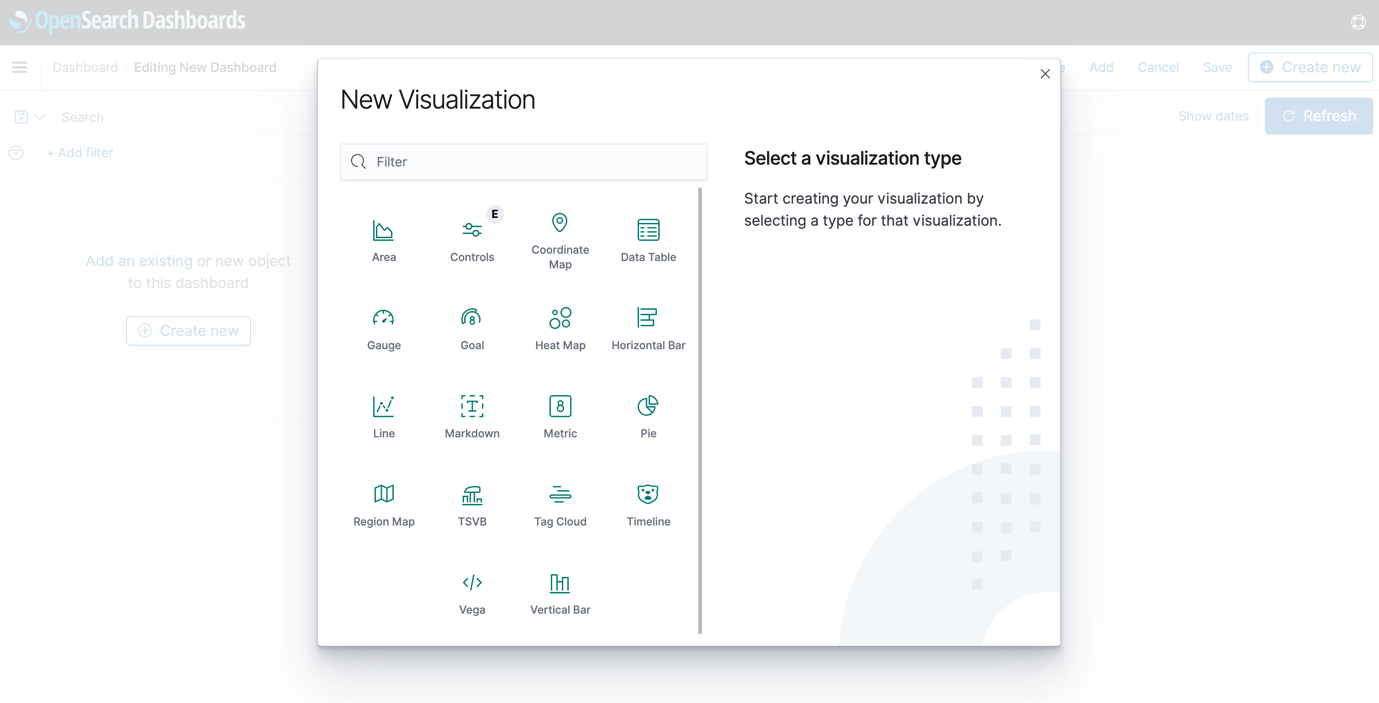 OpenSearch Dashboards
Dashboard Editing New Dashboard
Add Cancel Save Create new
Search
Show dates Refresh
+ Add filter
Add an existing or new object
to this dashboard
Create new
New Visualization
Filter
E
Area Controls Coordinate Map Data Table
Gauge Goal Heat Map Horizontal Bar
8
Line Markdown Metric Pie
T 8
Region Map TSVB Tag Cloud Timeline
Vega Vertical Bar
Select a visualization type
Start creating your visualization by
selecting a type for that visualization.